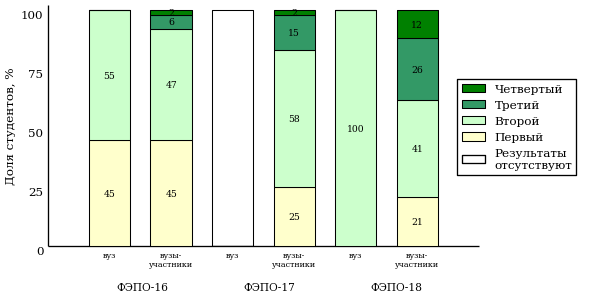 Доля студентов, %
100
75
50
25
0
55
45
2
6
47
45
2
15
58
25
100
12
26
41
21
вуз
вузы-
участники
вуз
вузы-
участники
вуз
вузы-
участники
ФЭПО-16
ФЭПО-17
ФЭПО-18
Четвертый
Третий
Второй
Первый
Результаты
отсутствуют